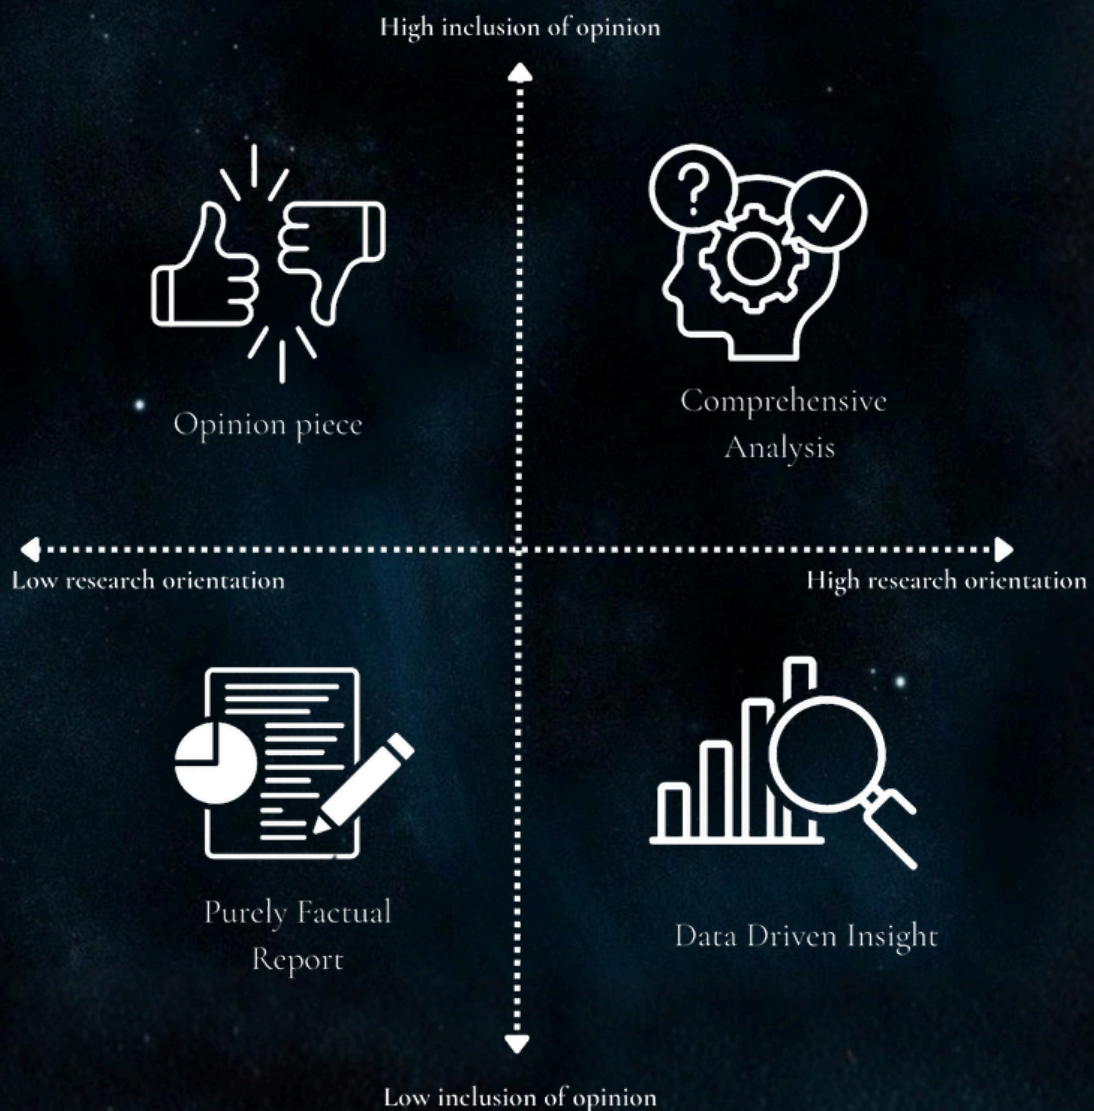 High inclusion of opinion
Opinion piece
Comprehensive
Analysis
Low research orientation
High research orientation
Purely Factual
Report
Data Driven Insight
Low inclusion of opinion